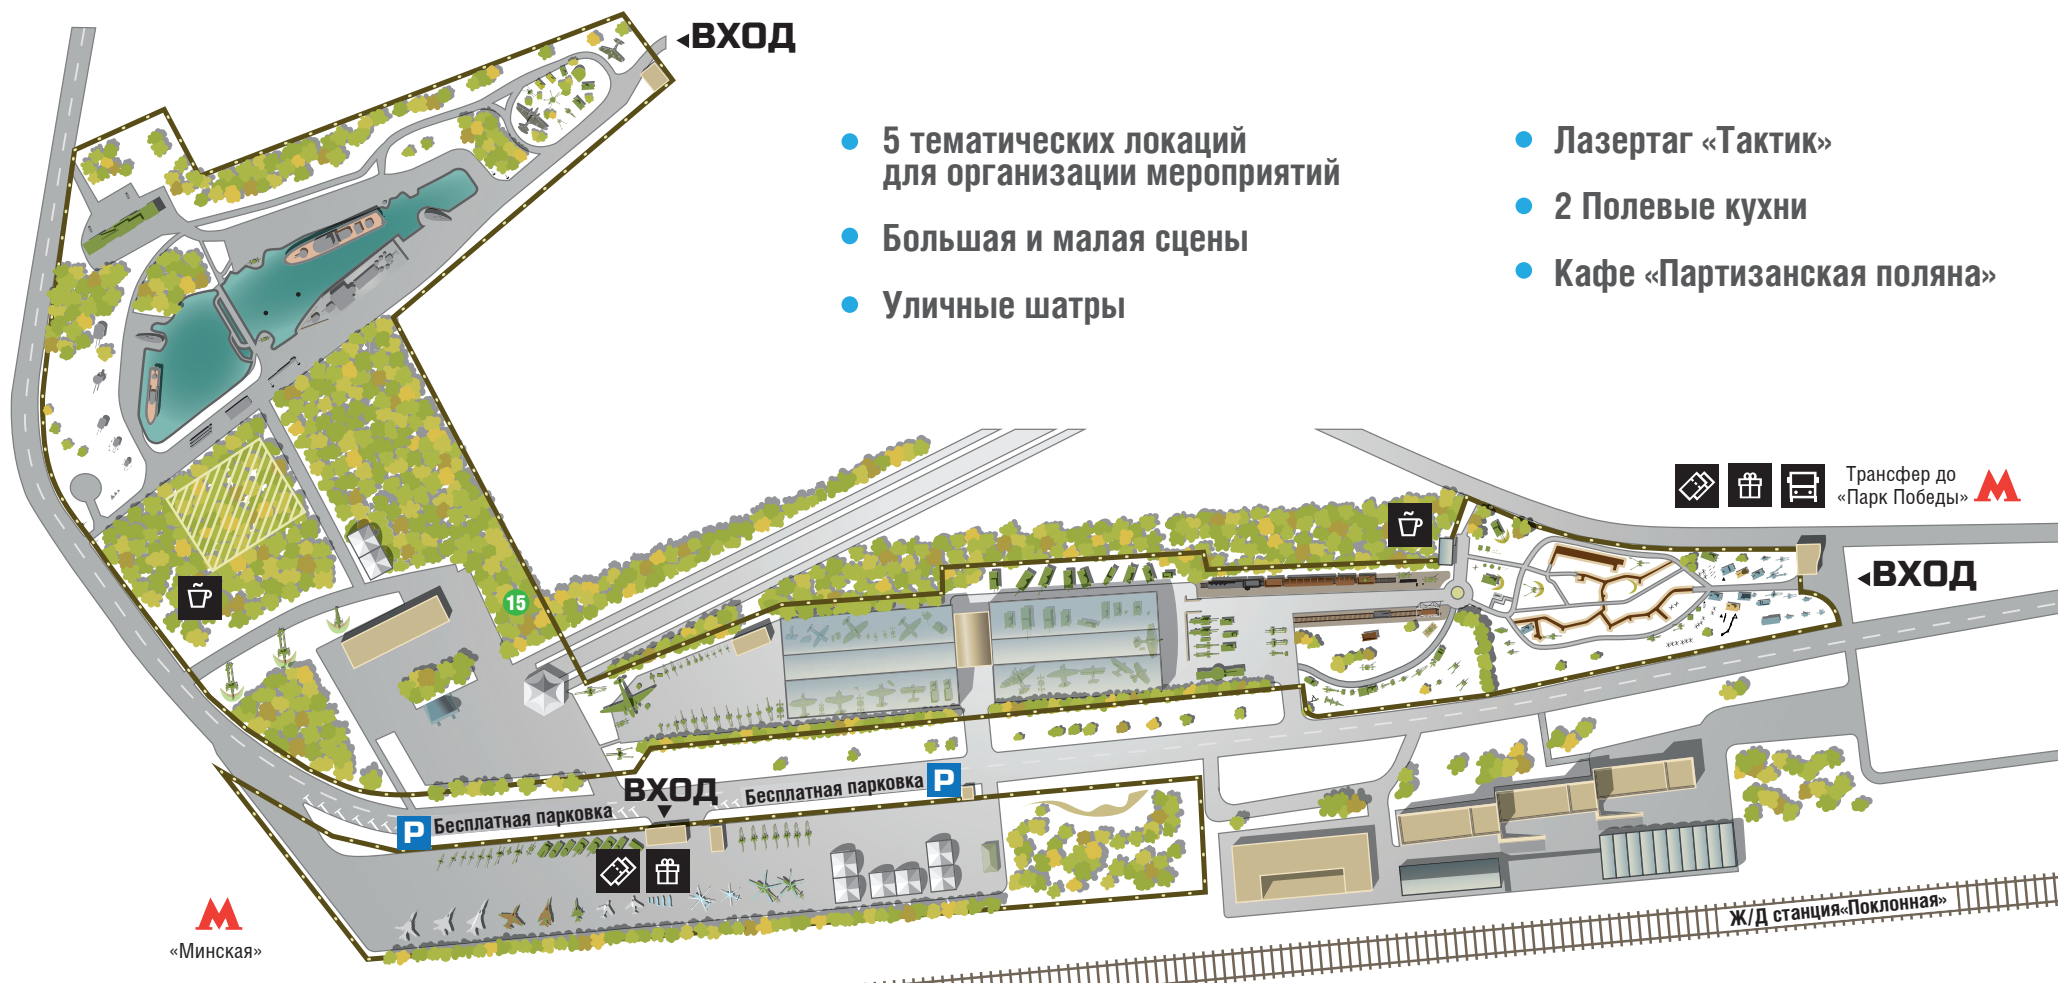 ВХОД
5 тематических локаций
для организации мероприятий
Большая и малая сцены
Уличные шатры
Лазертаг «Тактик»
2 Полевые кухни
Кафе «Партизанская поляна»
Трансфер до
«Парк Победы»
М
ВХОД
15
ВХОД
Бесплатная парковка
P
P
Бесплатная парковка
М
«Минская»
Ж/Д станция«Поклонная»